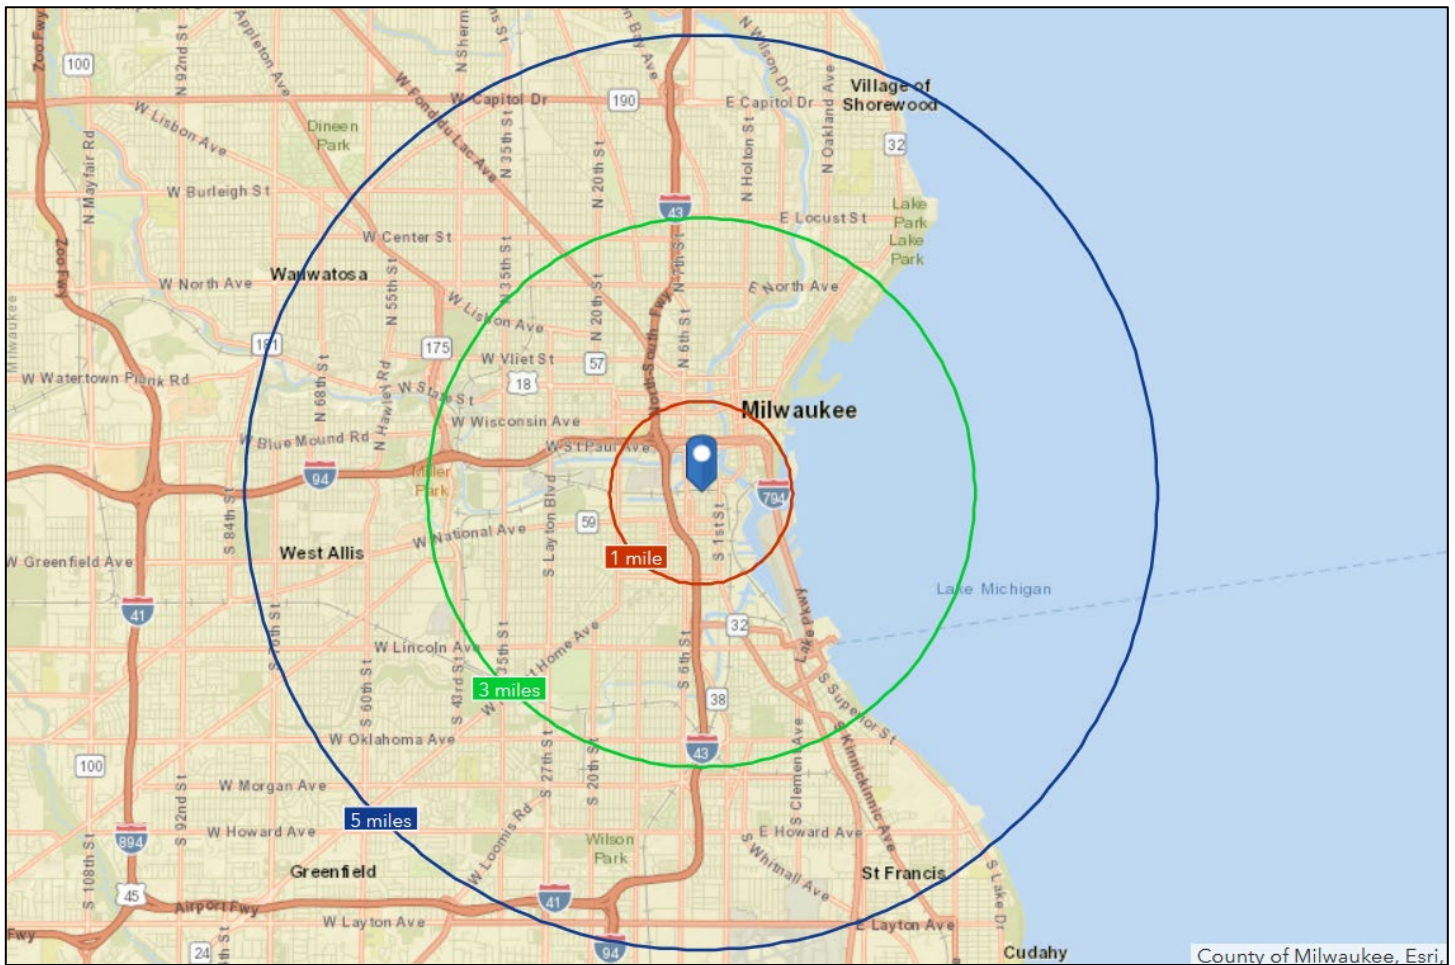 Zoo Fwy
N 92nd St
Appleton Ave
N Sherm
ns St
en Bay Ave
N Wilson Dr
100
Village of
Shorewood
W Capitol Dr
190
E Capitol Dr
N Oakland Ave
W Lisbon Ave
Dineen
Park
W Fond du Lac Ave
N 35th St
N 20th St
N Holton St
32
N Mayfair Rd
W Burleigh St
43
E Locust St
Lake
Park
Lake
Park
W Center St
Zoo Fwy
Wauwatosa
N 35th St
N 7th St
W North Ave
N 55th St
W Lisbon Ave
N 20th St
E North Ave
Milwaukee
181
175
W Vliet St
57
N 6th St
North-South Fwy
W Watertown Plank Rd
N 68th St
N Hawley Rd
W State St
18
W Wisconsin Ave
Milwaukee
W Blue Mound Rd
W St Paul Ave
94
Miller
Park
794
S 84th St
S Layton Blvd
59
S 1st St
W National Ave
West Allis
1 mile
W Greenfield Ave
Lake Michigan
41
32
S 70th St
W Lincoln Ave
S 35th St
st Home Ave
S 6th St
Lake Pkwy
S 60th St
S 43rd St
3 miles
38
S Superior St
W Oklahoma Ave
43
S Kinnickinnic Ave
100
S 92nd St
W Morgan Ave
S 27th St
S 20th St
S Clement Ave
5 miles
894
W Howard Ave
W Loomis Rd
Wilson
Park
E Howard Ave
S Whitnall Ave
S 108th St
Greenfield
St Francis
45
Airport Fwy
41
S Lake Dr
Fwy
W Layton Ave
E Layton Ave
24
94
Cudahy
County of Milwaukee, Esri,